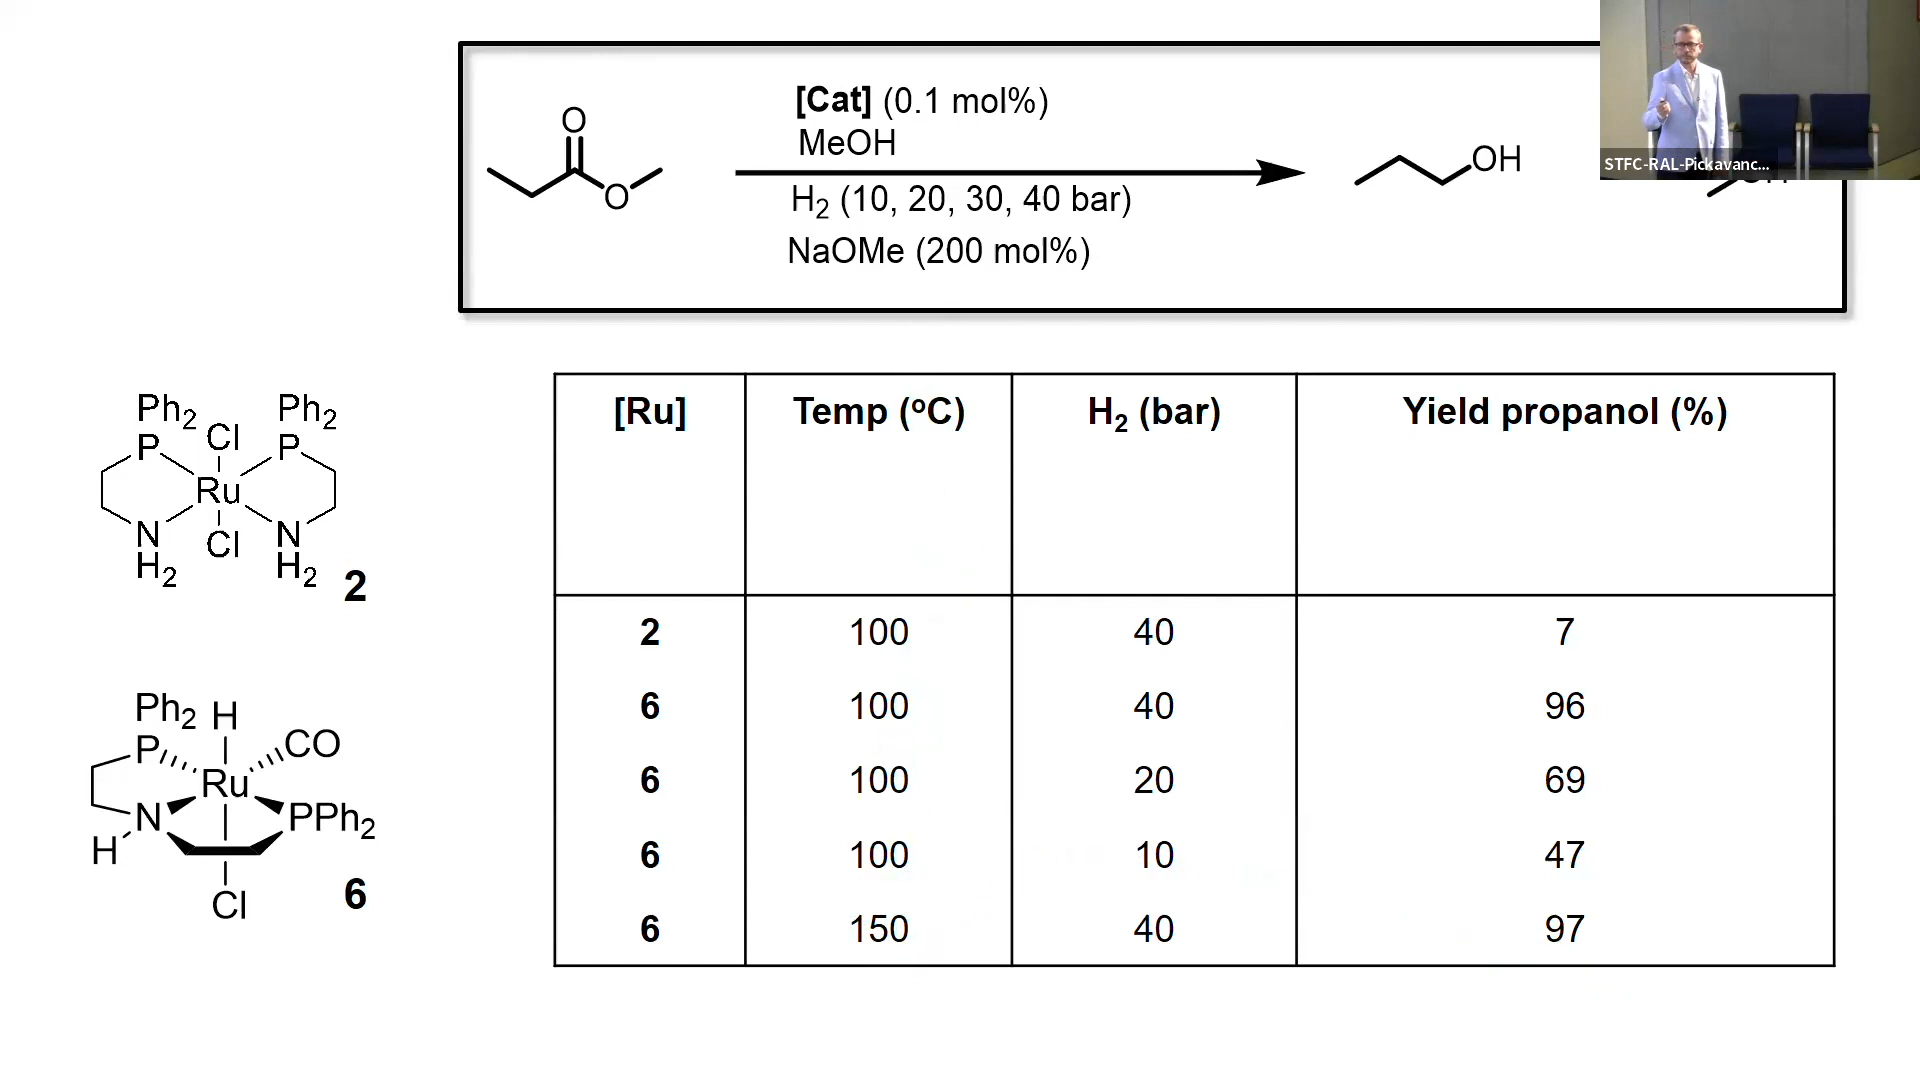 [Cat] (0.1 mol%)
MeOH
H₂ (10, 20, 30, 40 bar)
NaOMe (200 mol%)
O
O
OH
STFC-RAL-Pickavanc...
Ph₂ Ph₂
P Cl P
Ru
N Cl N
H₂ H₂
2
Ph₂ H
P CO
Ru
N PPh₂
H
Cl
6
[Ru] Temp (ºC) H₂ (bar) Yield propanol (%)
2 100 40 7
6 100 40 96
6 100 20 69
6 100 10 47
6 150 40 97